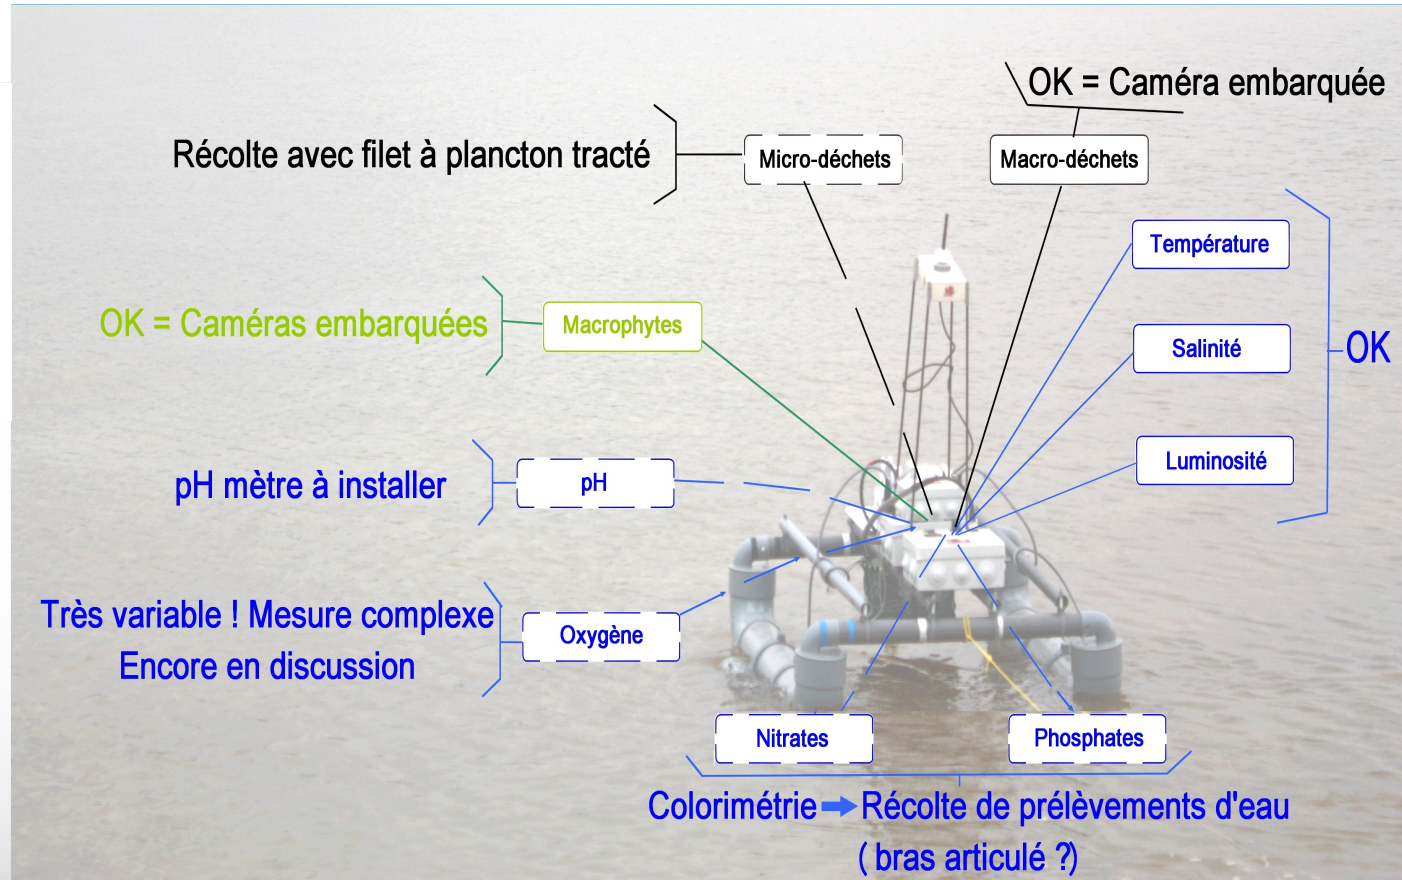 OK = Caméra embarquée
Récolte avec filet à plancton tracté
Micro-déchets
Macro-déchets
Température
OK = Caméras embarquées
Macrophytes
Salinité
OK
Luminosité
pH mètre à installer
pH
Très variable ! Mesure complexe
Encore en discussion
Oxygène
Nitrates
Phosphates
Colorimétrie
Récolte de prélèvements d'eau
( bras articulé ?)